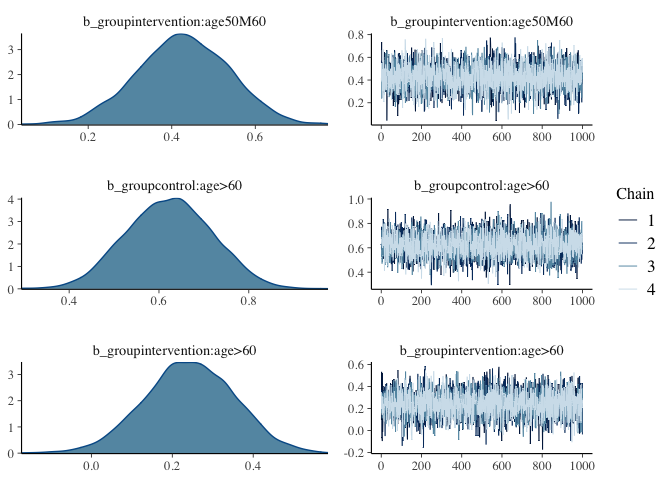 b_groupintervention:age50M60
3
2
1
0
0.2 0.4 0.6
b_groupintervention:age50M60
0.8
0.6
0.4
0.2
0 200 400 600 800 1000
b_groupcontrol:age>60
4
3
2
1
0
0.4 0.6 0.8
b_groupcontrol:age>60
1.0
0.8
0.6
0.4
0 200 400 600 800 1000
b_groupintervention:age>60
3
2
1
0
0.0 0.2 0.4
b_groupintervention:age>60
0.6
0.4
0.2
0.0
-0.2
0 200 400 600 800 1000
Chain
1
2
3
4